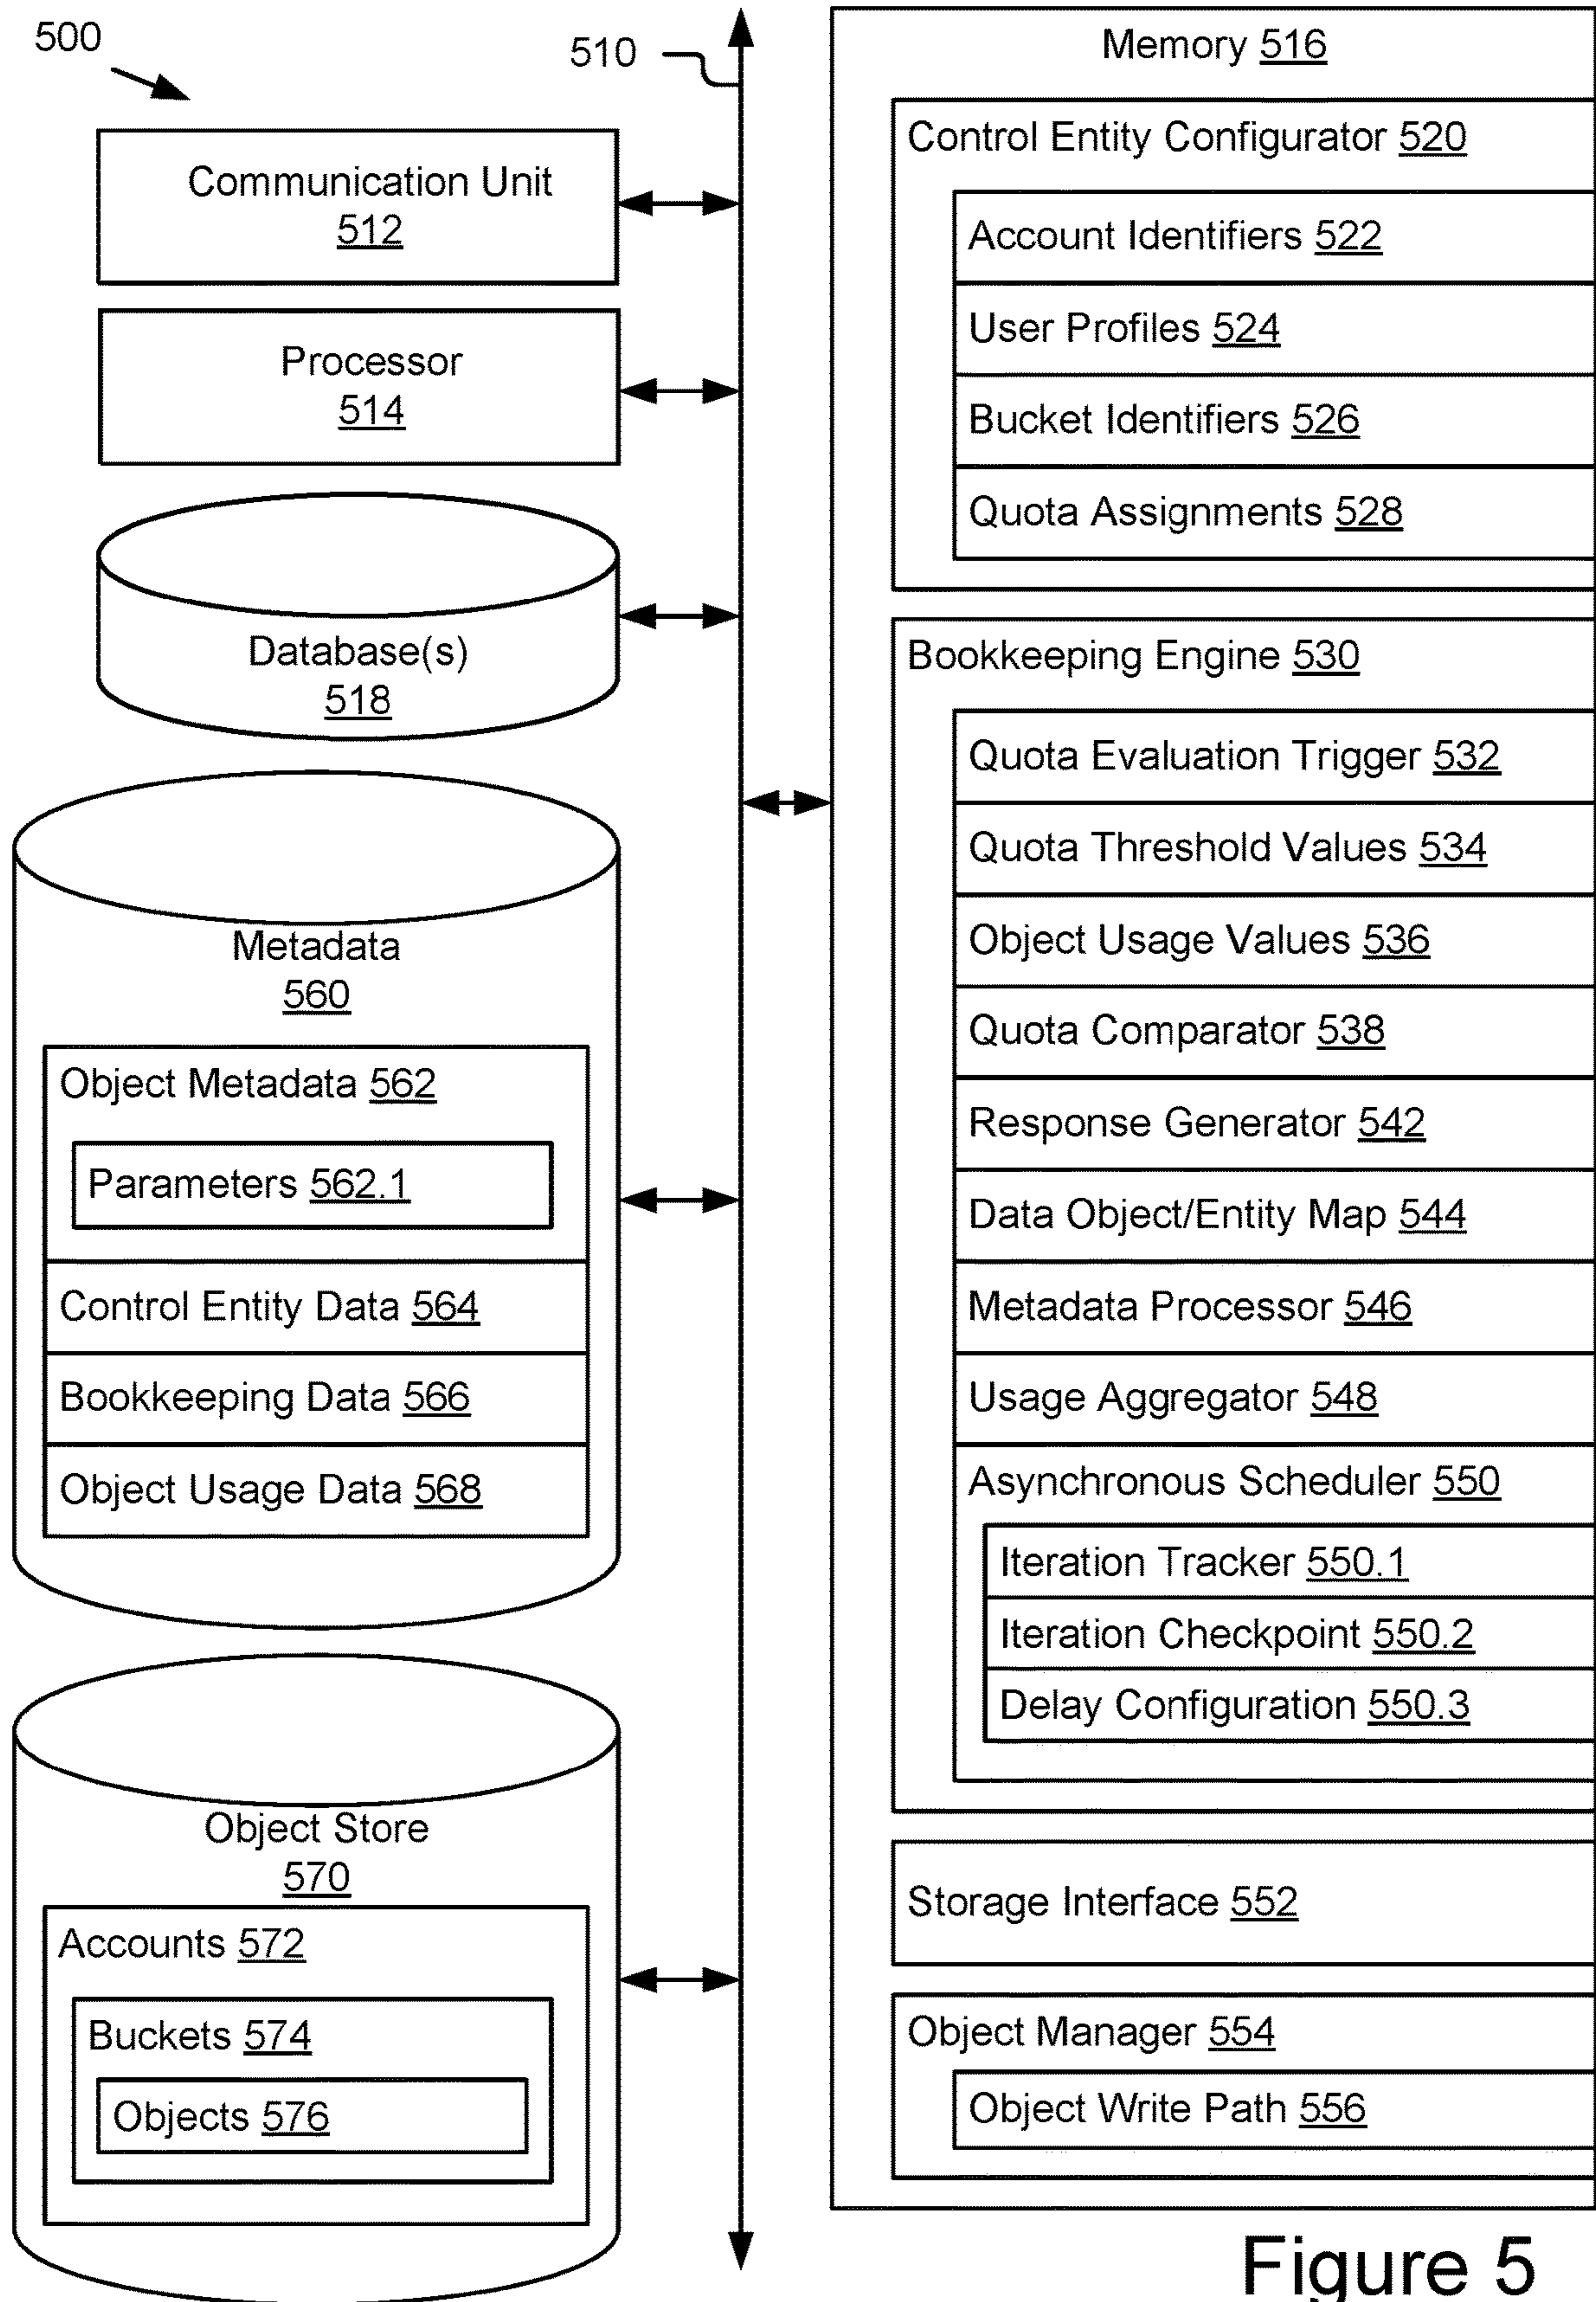 500
510
Communication Unit
512
Processor
514
Database(s)
518
Metadata
560
Object Metadata 562
Parameters 562.1
Control Entity Data 564
Bookkeeping Data 566
Object Usage Data 568
Object Store
570
Accounts 572
Buckets 574
Objects 576
Memory 516
Control Entity Configurator 520
Account Identifiers 522
User Profiles 524
Bucket Identifiers 526
Quota Assignments 528
Bookkeeping Engine 530
Quota Evaluation Trigger 532
Quota Threshold Values 534
Object Usage Values 536
Quota Comparator 538
Response Generator 542
Data Object/Entity Map 544
Metadata Processor 546
Usage Aggregator 548
Asynchronous Scheduler 550
Iteration Tracker 550.1
Iteration Checkpoint 550.2
Delay Configuration 550.3
Storage Interface 552
Object Manager 554
Object Write Path 556
Figure 5